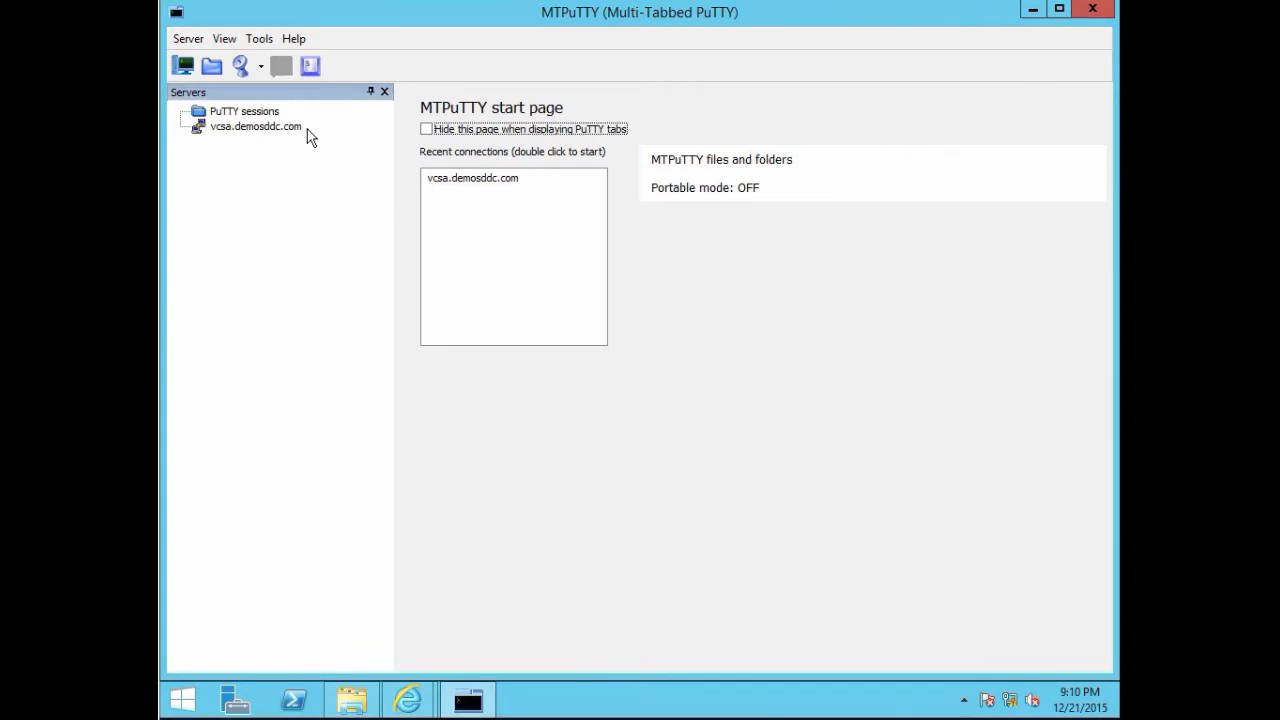 MTPuTTY (Multi-Tabbed PuTTY)
Server View Tools Help
Servers
PuTTY sessions
vcsa.demosddc.com
MTPuTTY start page
Hide this page when displaying PuTTY tabs
Recent connections (double click to start)
vcsa.demosddc.com
MTPuTTY files and folders
Portable mode: OFF
9:10 PM
12/21/2015